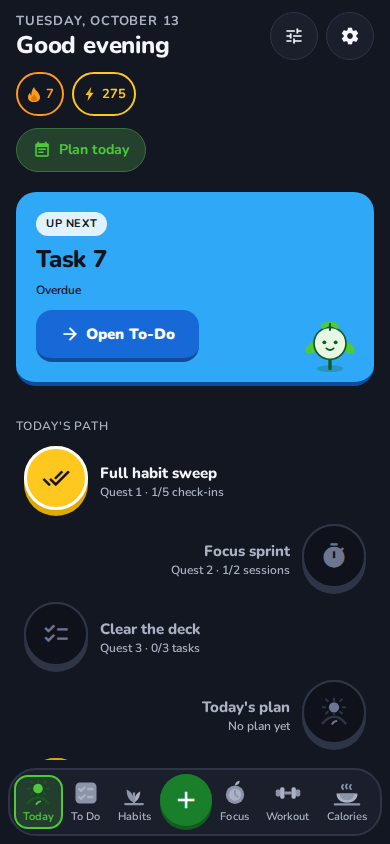 TUESDAY, OCTOBER 13
Good evening
7
275
Plan today
UP NEXT
Task 7
Overdue
Open To-Do
TODAY'S PATH
Full habit sweep
Quest 1 · 1/5 check-ins
Focus sprint
Quest 2 · 1/2 sessions
Clear the deck
Quest 3 · 0/3 tasks
Today's plan
No plan yet
Today To Do Habits Focus Workout Calories